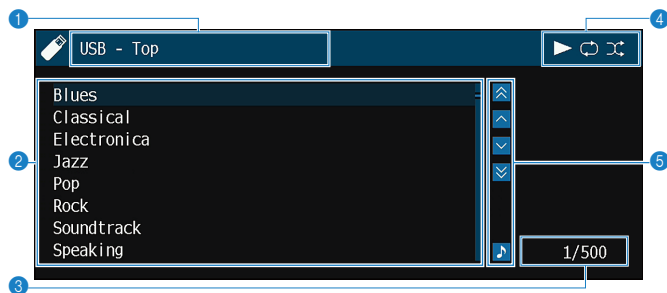 1
4
USB - Top
Blues
Classical
Electronica
2
Jazz
5
Pop
Rock
Soundtrack
Speaking
1/500
3